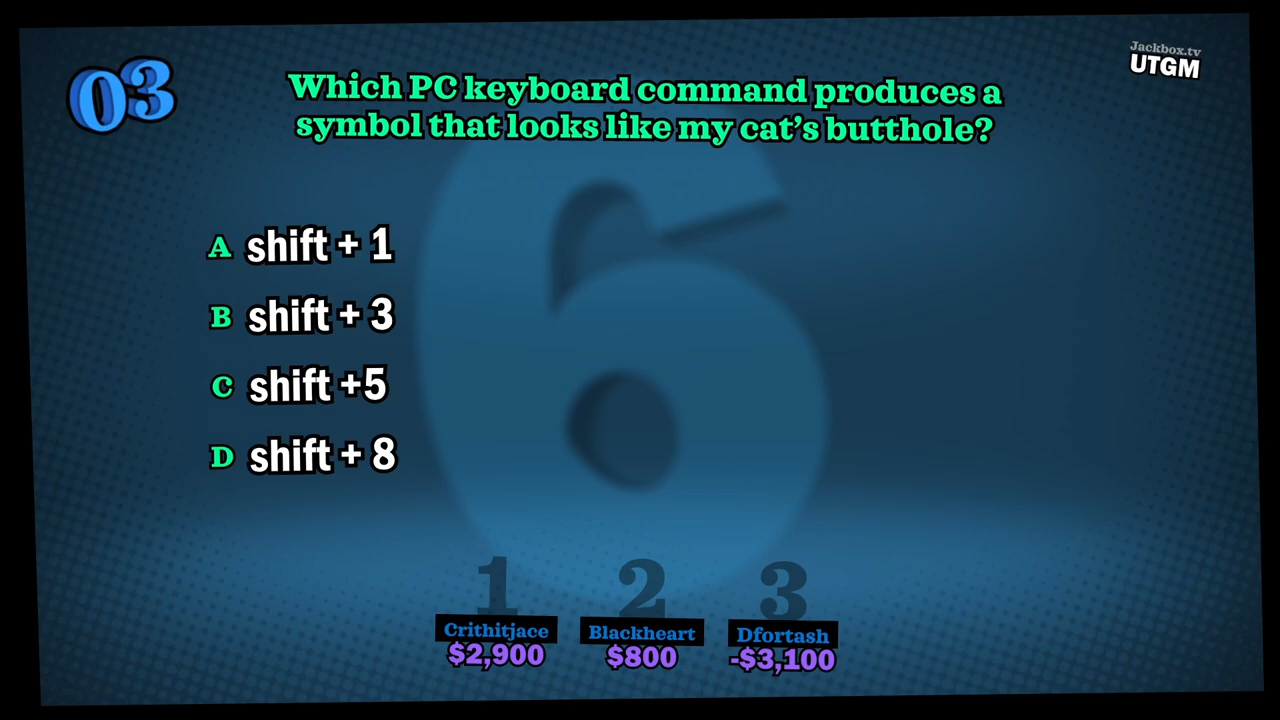 03
Jackbox.tv
UTGM
Which PC keyboard command produces a
symbol that looks like my cat's butthole?
A shift + 1
B shift + 3
C shift +5
D shift + 8
6
1 2 3
Crithitjace Blackheart Dfortash
$2,900 $800 -$3,100